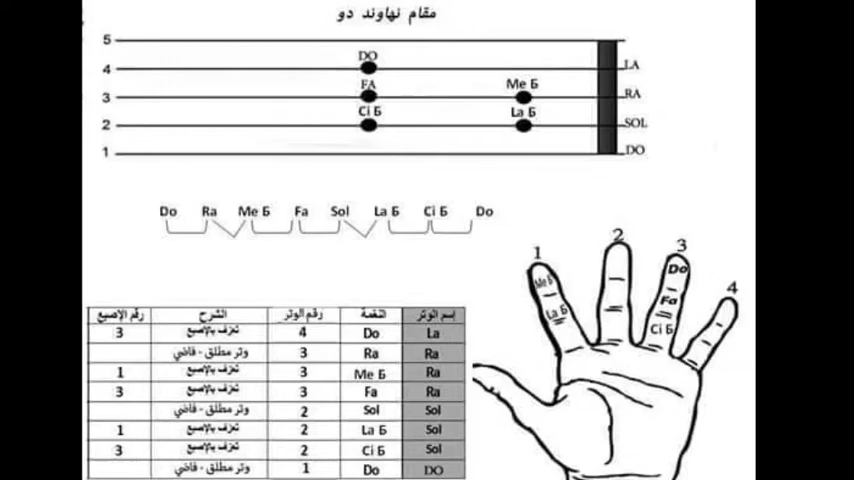 مقام نهاوند دو
5
DO
4 LA
FA Me Б
3 RA
Ci Б La Б
2 SOL
1 DO
Do Ra Me Б Fa Sol La Б Ci Б Do
1 2 3 4
Me Б
La Б
Do
Fa
Ci Б
إسم الوتر النغمة رقم الوتر الشرح رقم الإصبع
La Do 4 تعزف بالإصبع 3
Ra Ra 3 وتر مطلق - فاضي
Ra Me Б 3 تعزف بالإصبع 1
Ra Fa 3 تعزف بالإصبع 3
Sol Sol 2 وتر مطلق - فاضي
Sol La Б 2 تعزف بالإصبع 1
Sol Ci Б 2 تعزف بالإصبع 3
DO Do 1 وتر مطلق - فاضي